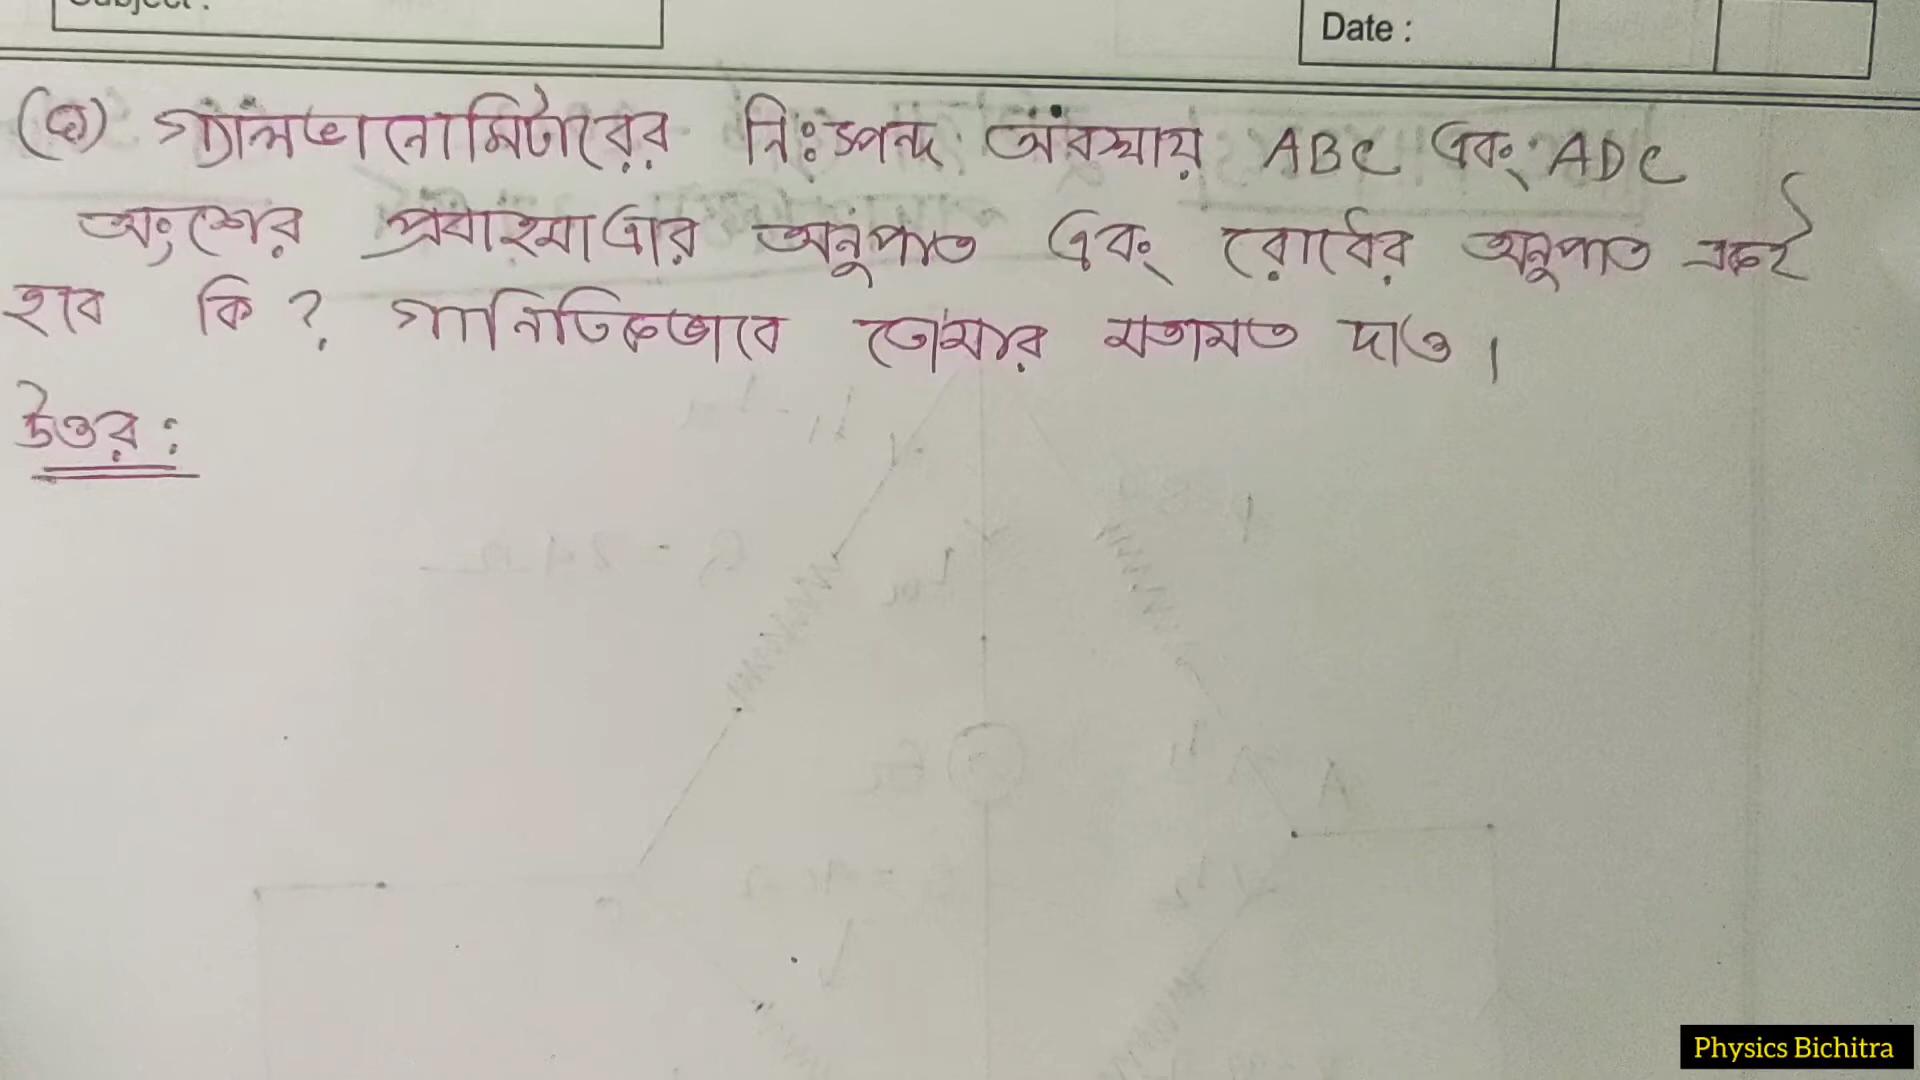 Subject :
Date :
(ঘ) গ্যালভানোমিটারের নিঃস্পন্দ অবস্থায় ABC এবং ADC
অংশের প্রবাহমাত্রার অনুপাত এবং রোধের অনুপাত একই
হবে কি ? গাণিতিকভাবে তোমার মতামত দাও ।
উত্তর :
Physics Bichitra